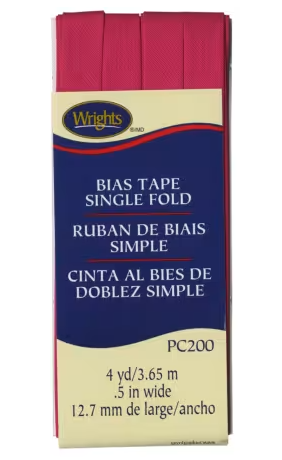 Wrights
BIAS TAPE
SINGLE FOLD
RUBAN DE BIAIS
SIMPLE
CINTA AL BIES DE
DOBLEZ SIMPLE
PC200
4 yd/3.65 m
.5 in wide
12.7 mm de large/ancho